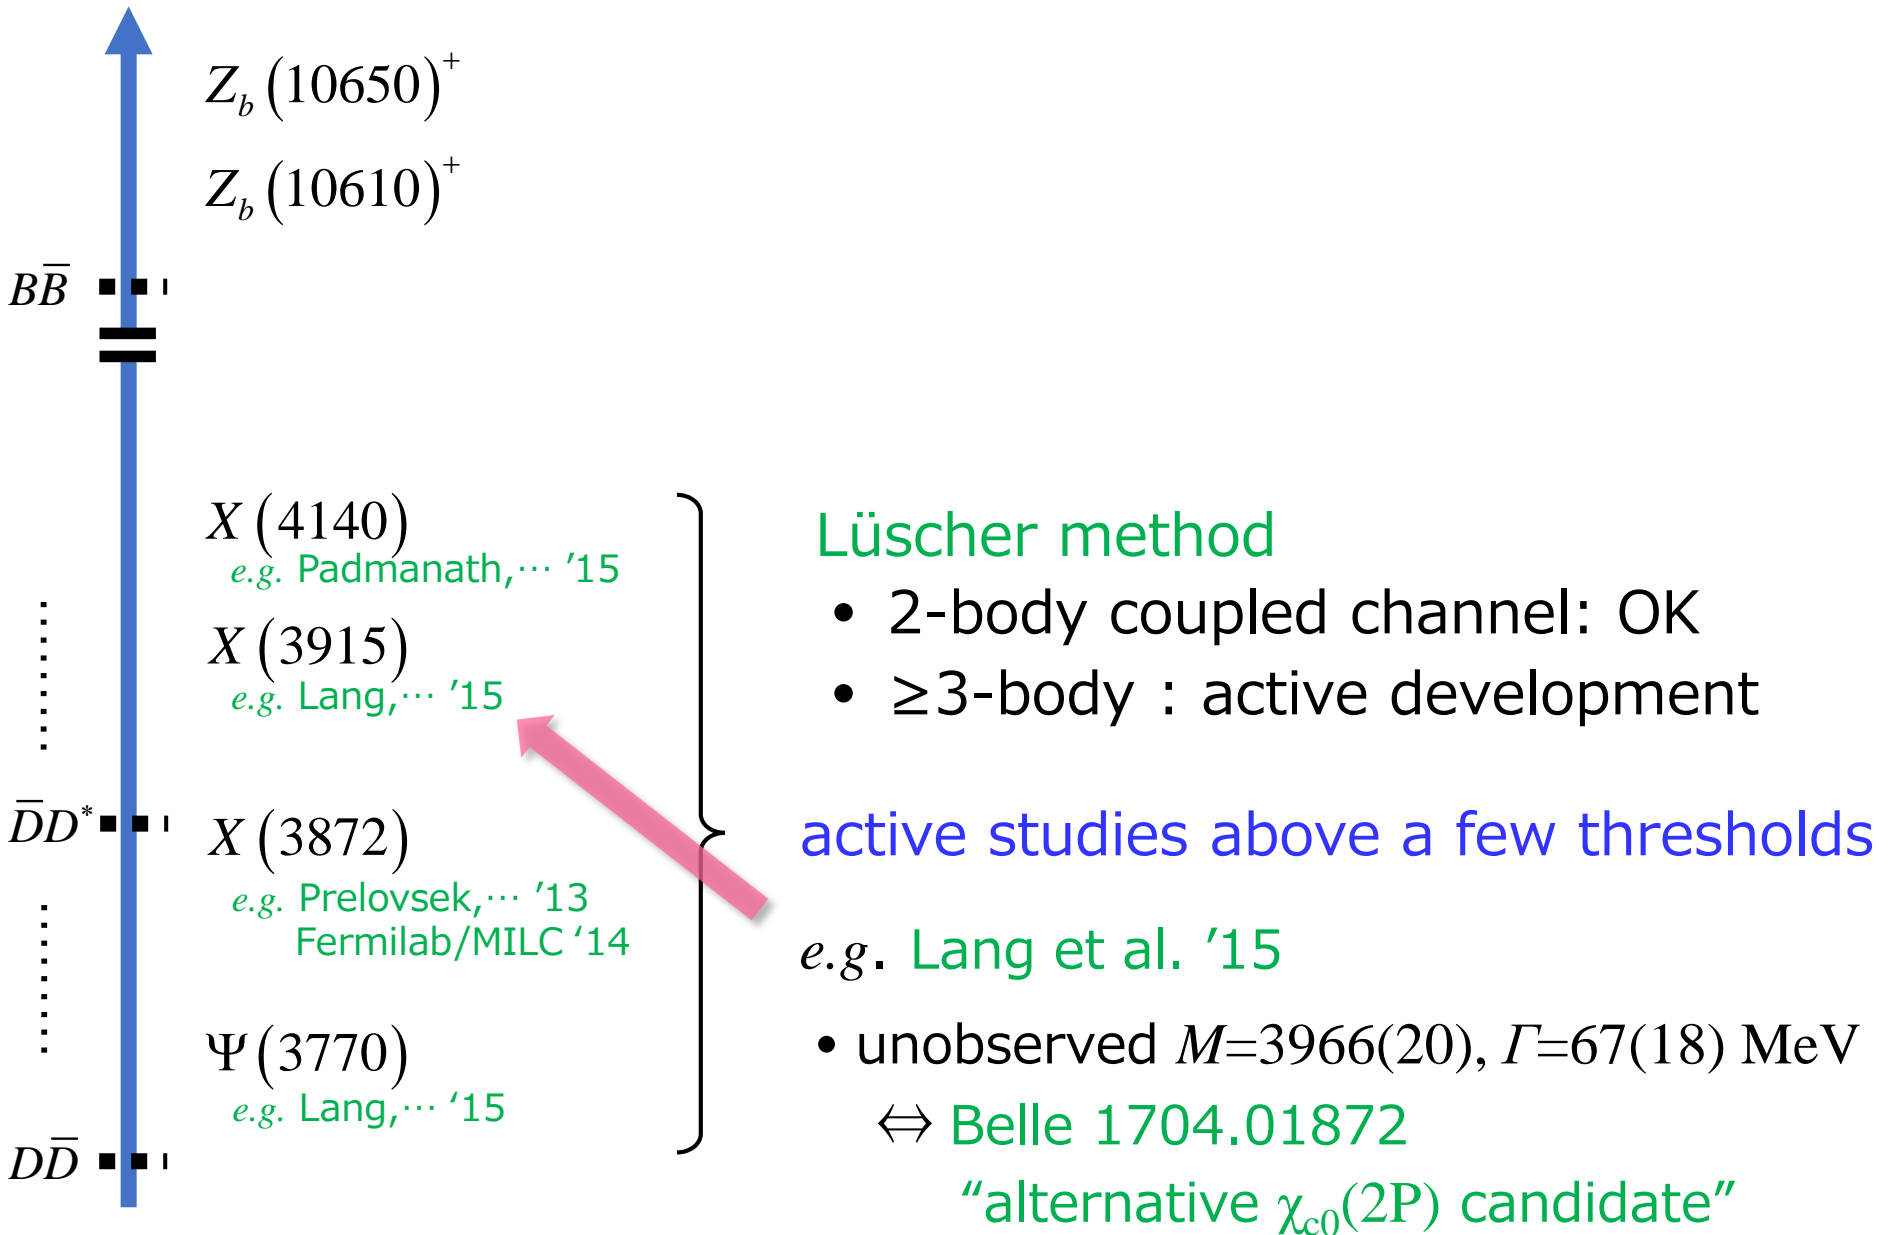 Z_b(10650)^+
Z_b(10610)^+
BB̅
X(4140)
e.g. Padmanath,… ’15
X(3915)
e.g. Lang,… ’15
D̅D^*
X(3872)
e.g. Prelovsek,… ’13
Fermilab/MILC ‘14
Ψ(3770)
e.g. Lang,… ‘15
DD̅
Lüscher method
• 2-body coupled channel: OK
• ≥3-body : active development
active studies above a few thresholds
e.g. Lang et al. ’15
• unobserved M=3966(20), Γ=67(18) MeV
⇔ Belle 1704.01872
“alternative χ_c0(2P) candidate”